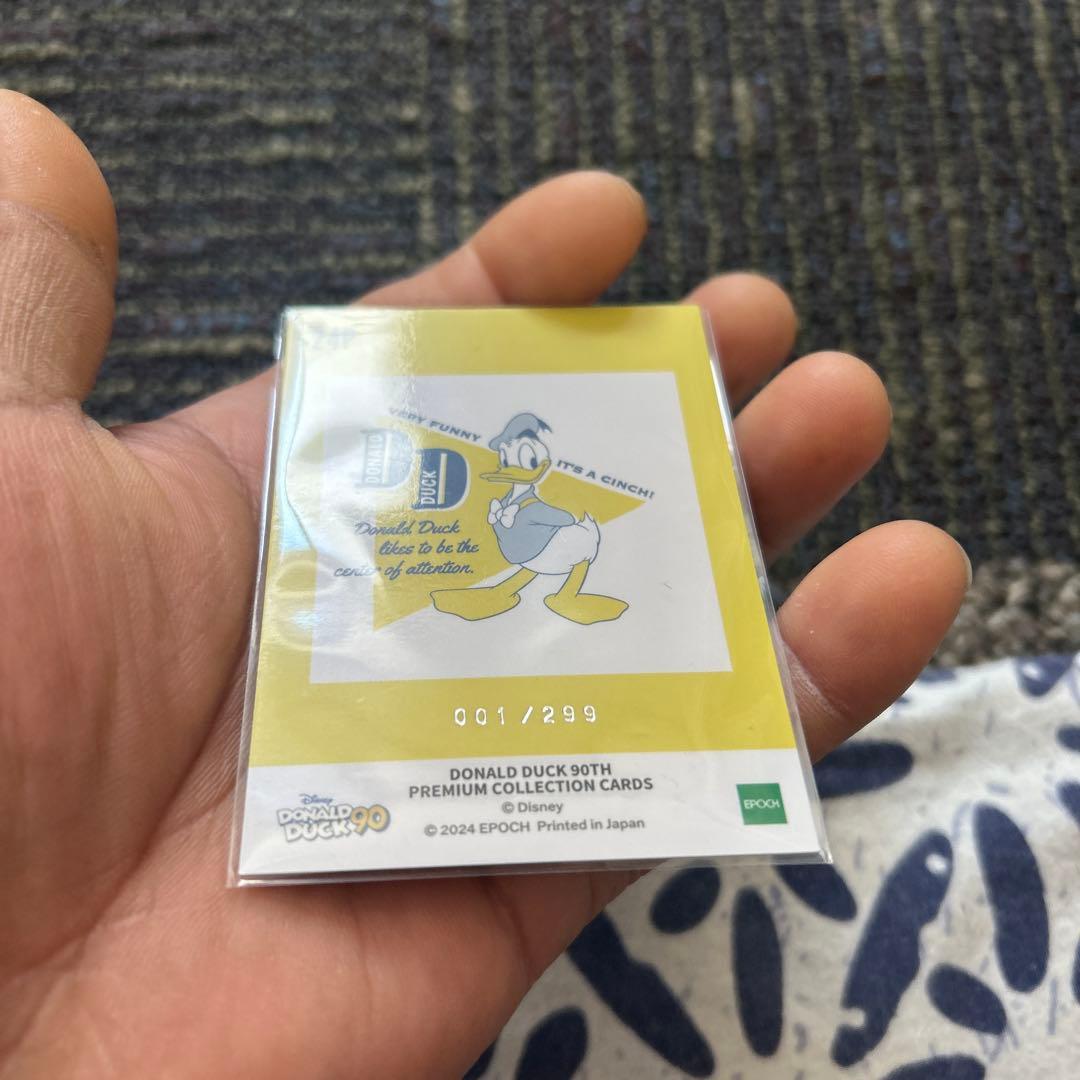 VERY FUNNY
IT'S A CINCH!
DONALD
DUCK
Donald Duck
likes to be the
center of attention.
001/299
DONALD DUCK 90TH
PREMIUM COLLECTION CARDS
© Disney
© 2024 EPOCH Printed in Japan
Disney
DONALD
DUCK 90
EPOCH